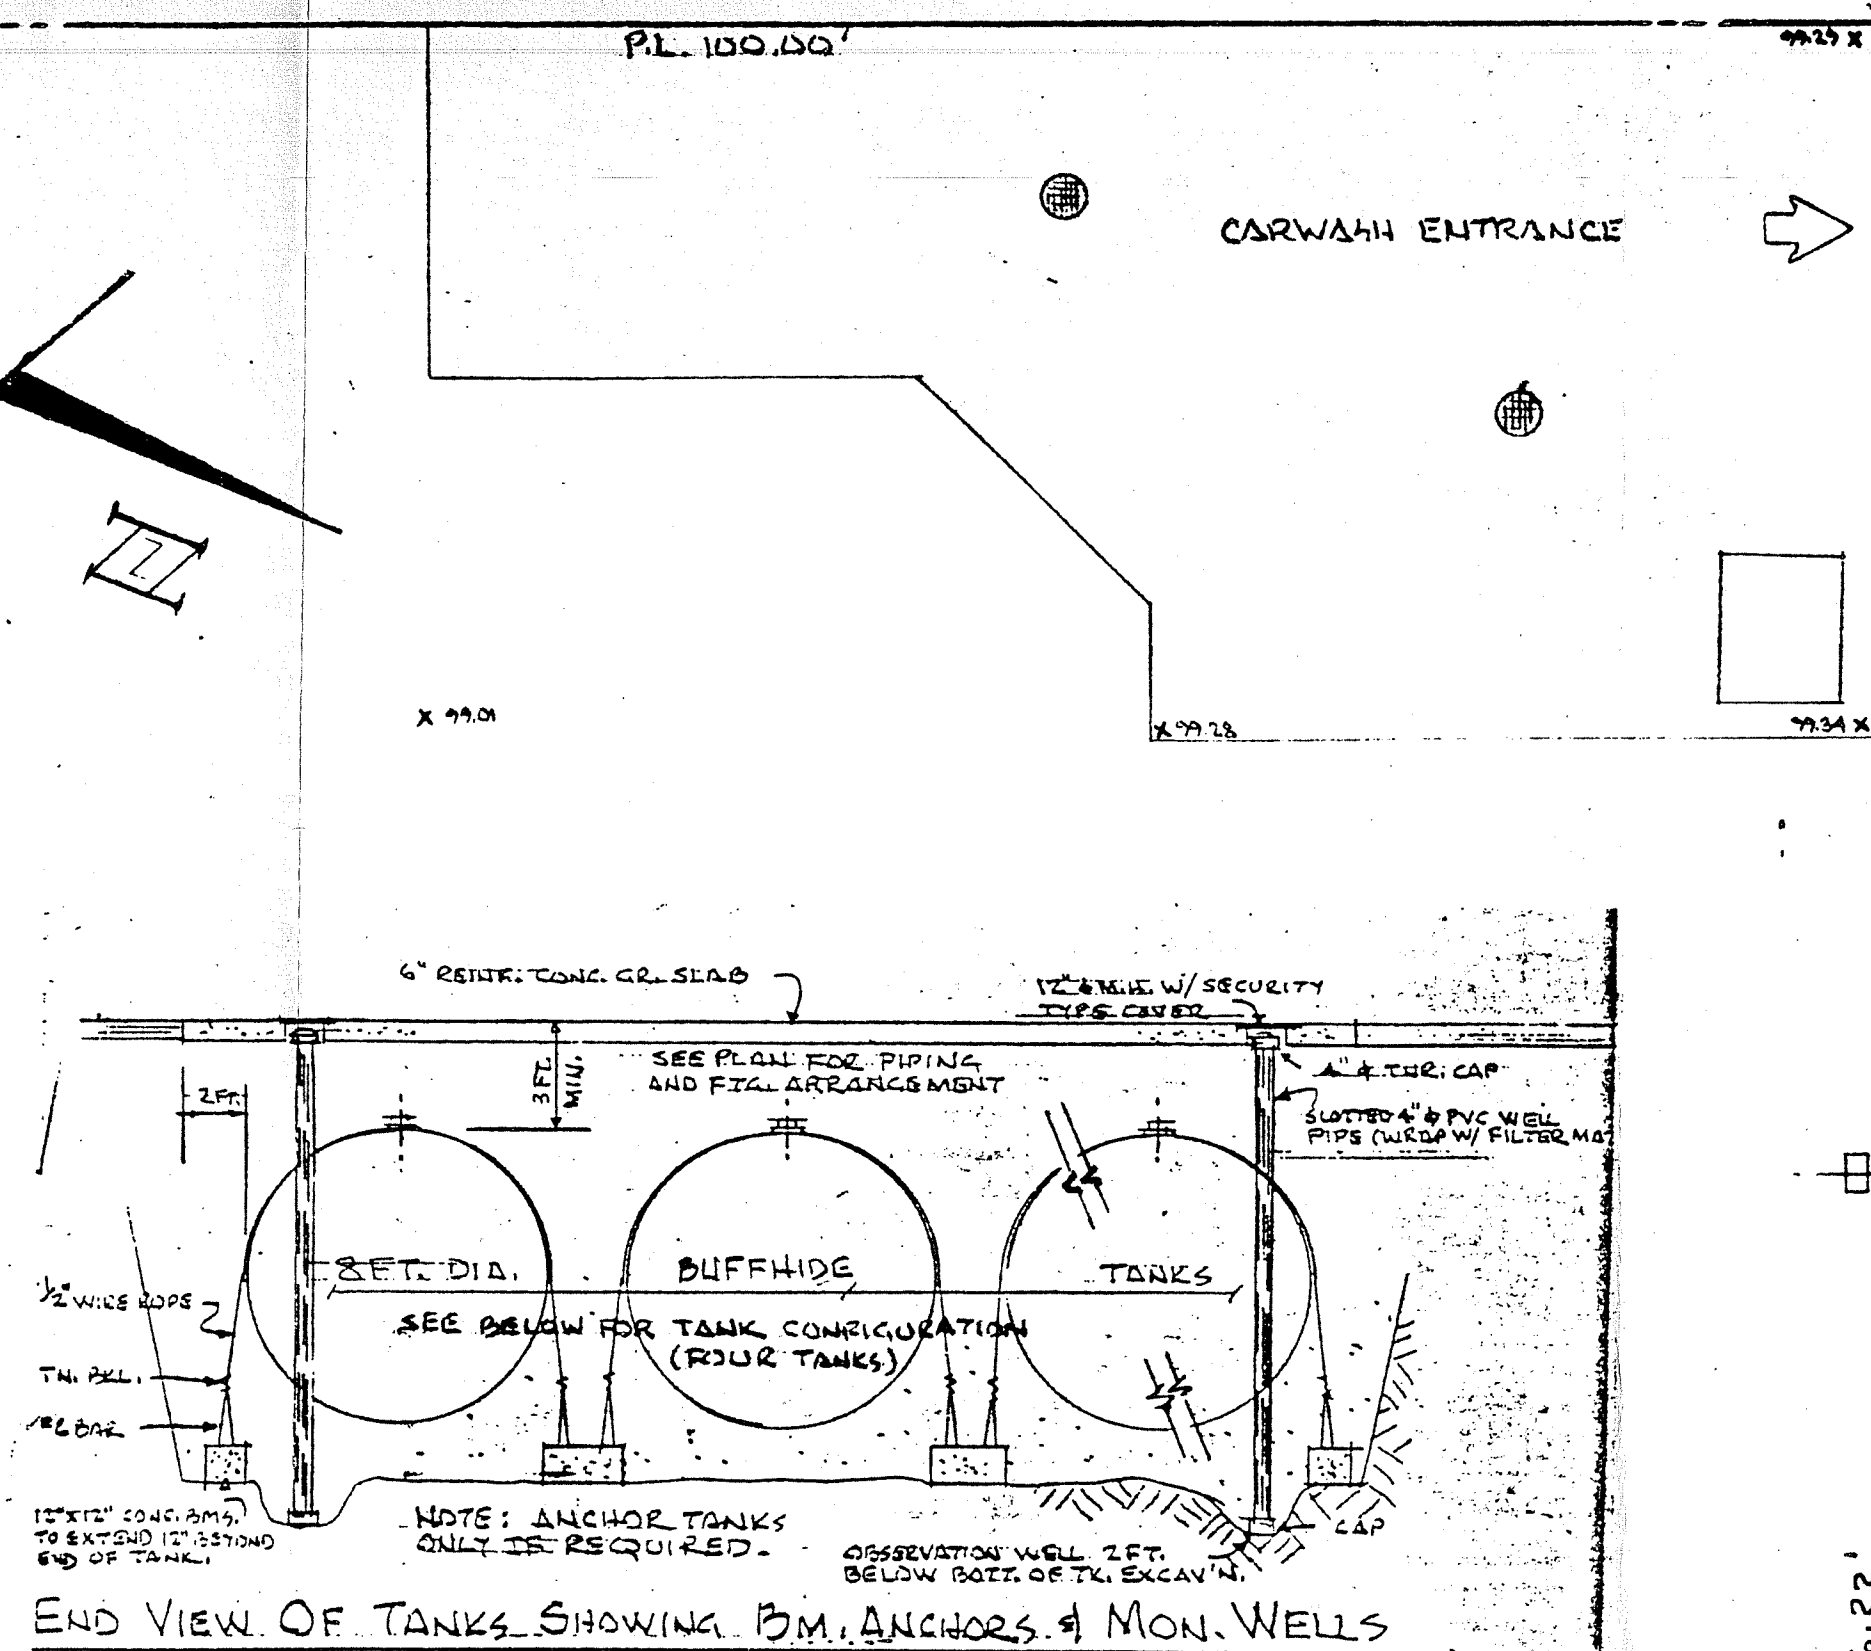 P.L. 100.00'
99.29 X
CARWASH ENTRANCE
N
X 99.01
X 99.28
99.34 X
6" REINF. CONC. GR. SLAB
12" Φ M.H. W/ SECURITY
TYPE COVER
SEE PLAN FOR PIPING
AND FTG. ARRANGEMENT
3 FT.
MIN.
2 FT.
4" Φ THR. CAP
SLOTTED 4" Φ PVC WELL
PIPE (WRAP W/ FILTER MAT
8 FT. DIA. BUFFHIDE TANKS
1/2" WIRE ROPE
SEE BELOW FOR TANK CONFIGURATION
(FOUR TANKS)
TN. BKL.
BAR
12"X12" CONC. BMS.
TO EXTEND 12" BEYOND
END OF TANK.
NOTE: ANCHOR TANKS
ONLY IF REQUIRED.
CAP
OBSERVATION WELL 2 FT.
BELOW BOTT. OF TK. EXCAV'N.
END VIEW OF TANKS SHOWING BM. ANCHORS & MON. WELLS